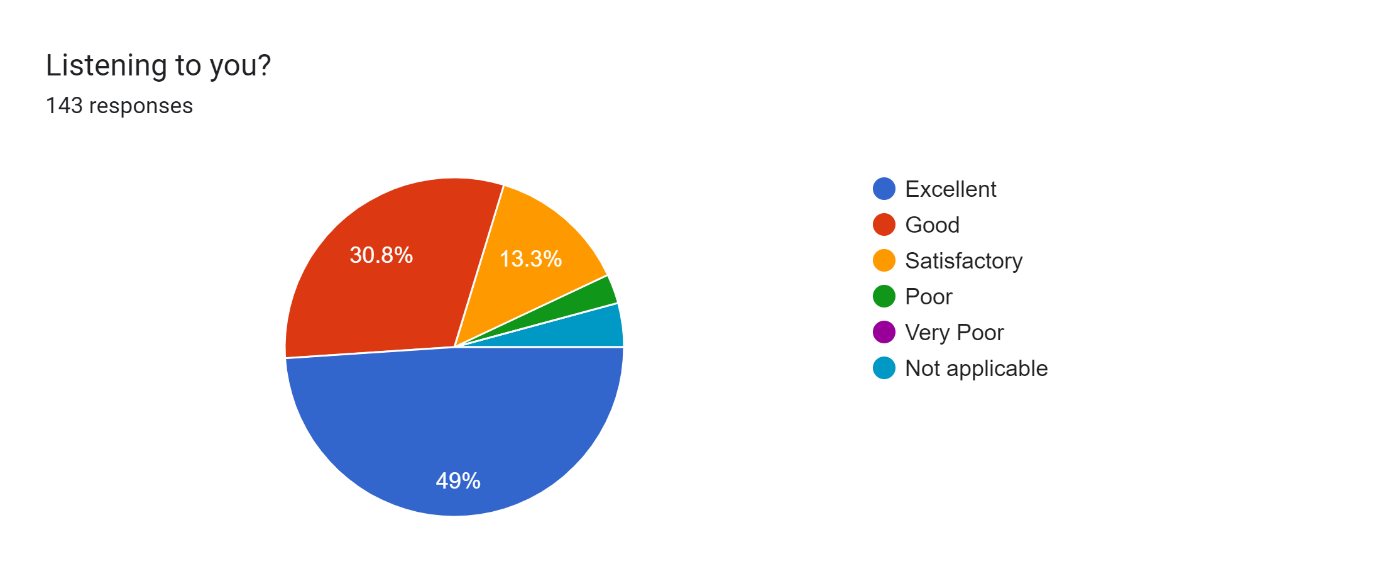 Listening to you?
143 responses
30.8%
13.3%
49%
Excellent
Good
Satisfactory
Poor
Very Poor
Not applicable